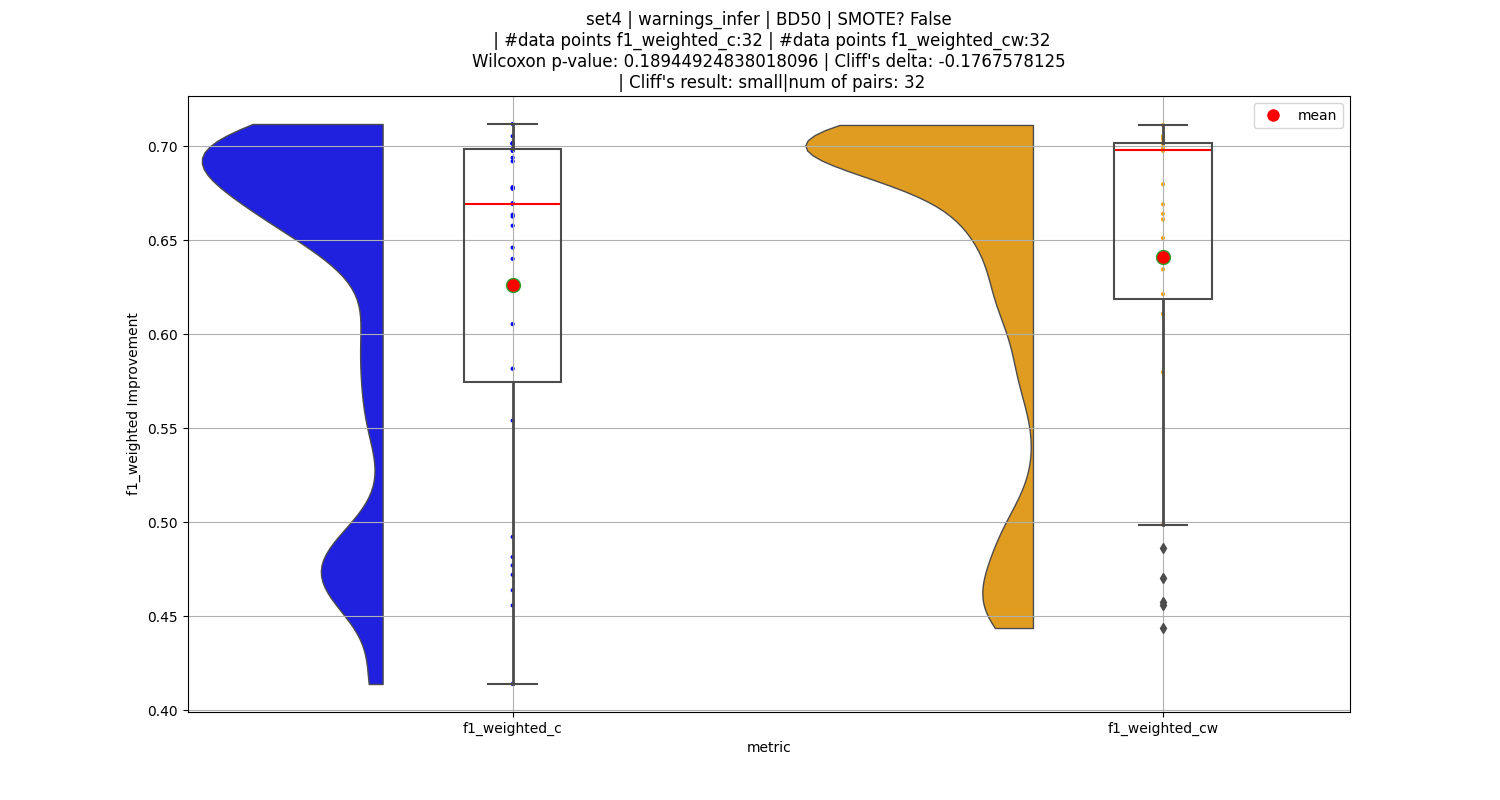 set4 | warnings_infer | BD50 | SMOTE? False
| #data points f1_weighted_c:32 | #data points f1_weighted_cw:32
Wilcoxon p-value: 0.18944924838018096 | Cliff's delta: -0.1767578125
| Cliff's result: small|num of pairs: 32
mean
0.70
0.65
0.60
0.55
0.50
0.45
0.40
f1_weighted Improvement
f1_weighted_c
f1_weighted_cw
metric